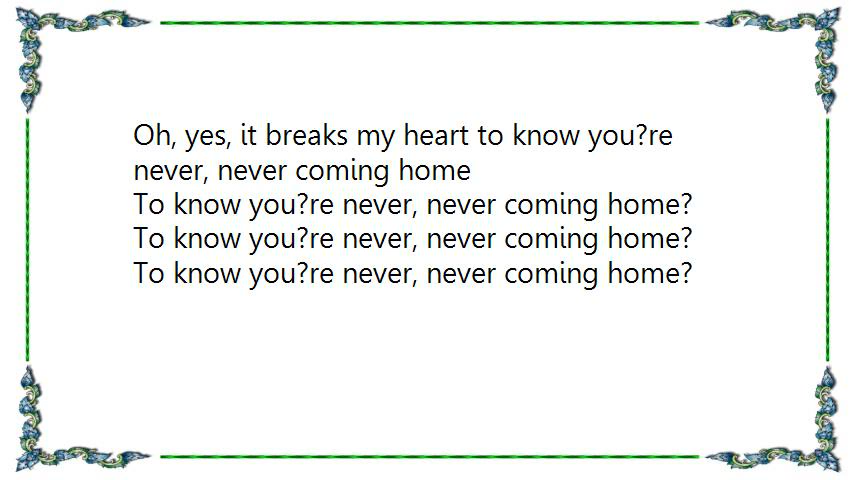 Oh, yes, it breaks my heart to know you?re
never, never coming home
To know you?re never, never coming home?
To know you?re never, never coming home?
To know you?re never, never coming home?